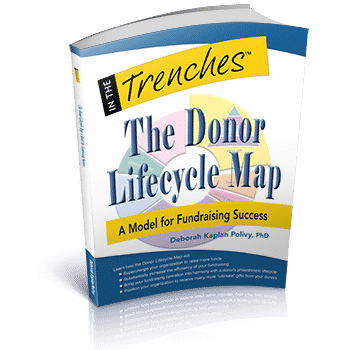 IN THE
Trenches™
The Donor
Lifecycle Map
A Model for Fundraising Success
Deborah Kaplan Polivy, PhD
Learn how the Donor Lifecycle Map will
• Supercharge your organization to raise more funds
• Substantially increase the efficiency of your fundraising
• Bring your fundraising operation into harmony with a donor's philanthropic lifecycle
• Position your organization to receive many more "ultimate" gifts from your donors